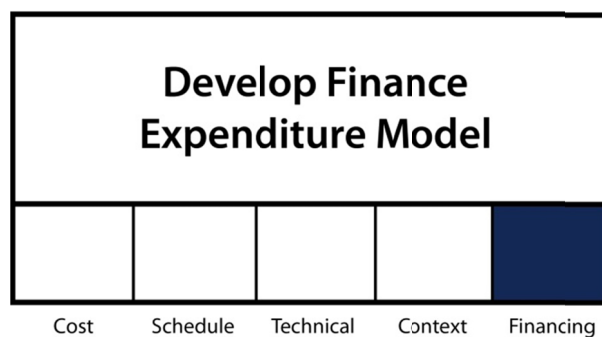 Develop Finance
Expenditure Model
Cost Schedule Technical Context Financing